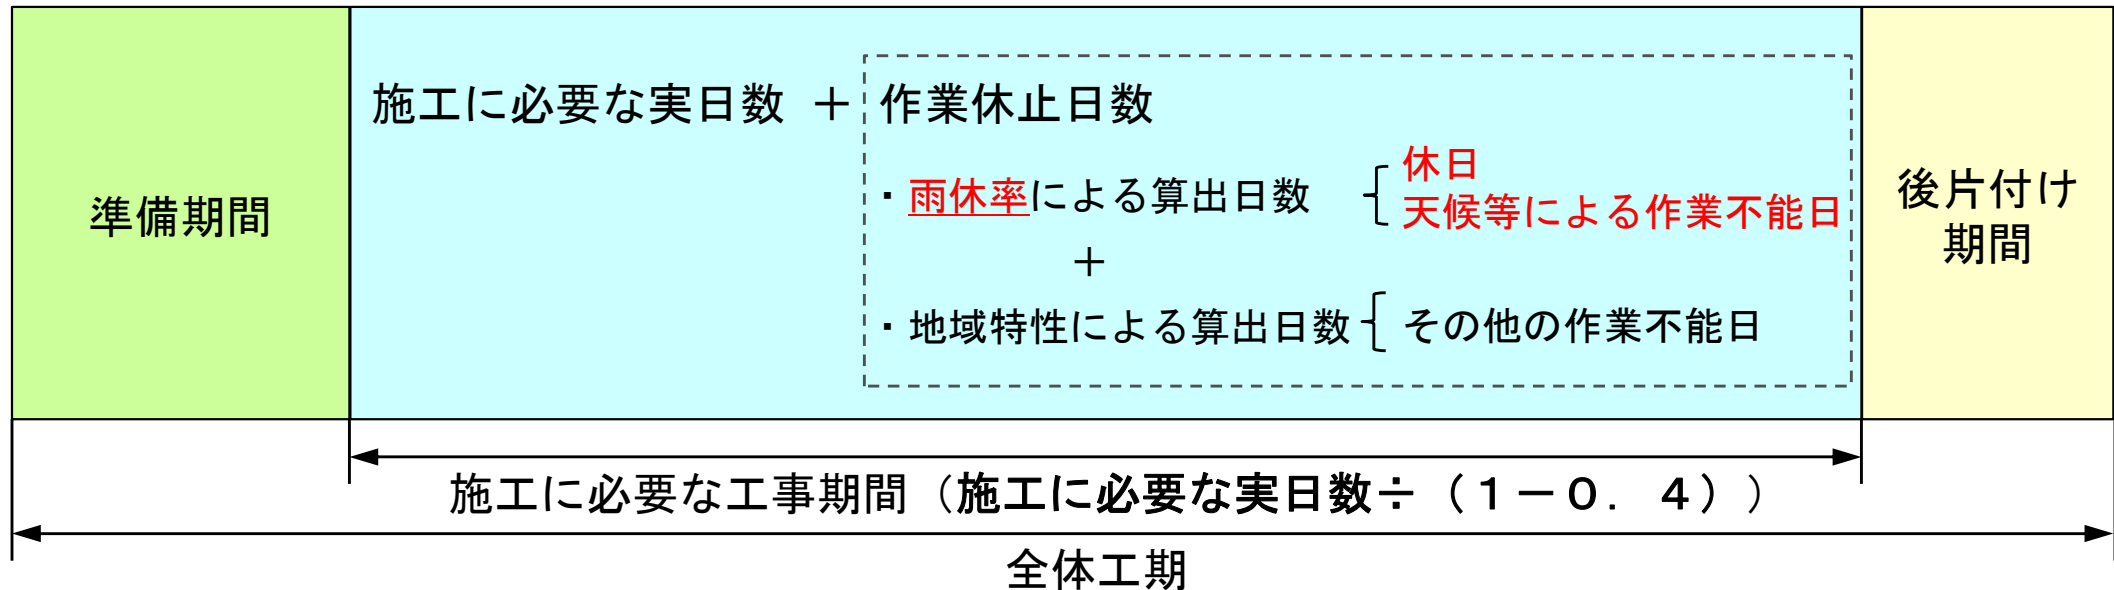 準備期間
施工に必要な実日数 ＋ 作業休止日数
・雨休率による算出日数
休日
天候等による作業不能日
＋
・地域特性による算出日数
その他の作業不能日
後片付け
期間
施工に必要な工事期間（施工に必要な実日数÷（１－０．４））
全体工期